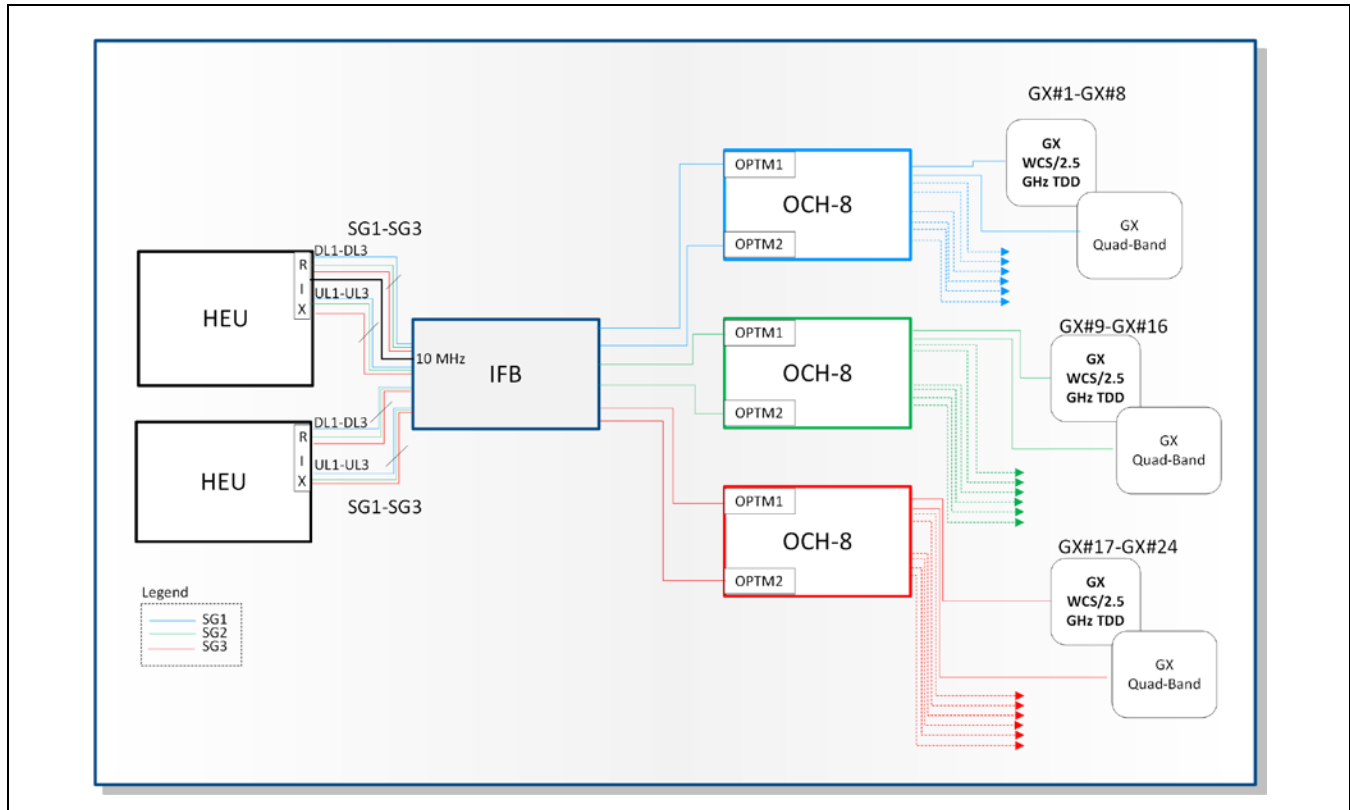 GX#1-GX#8
GX
WCS/2.5
GHz TDD
GX
Quad-Band
OPTM1
OCH-8
OPTM2
SG1-SG3
DL1-DL3
R
I
X
UL1-UL3
HEU
10 MHz
IFB
DL1-DL3
R
I
X
UL1-UL3
HEU
SG1-SG3
OPTM1
OCH-8
OPTM2
GX#9-GX#16
GX
WCS/2.5
GHz TDD
GX
Quad-Band
OPTM1
OCH-8
OPTM2
GX#17-GX#24
GX
WCS/2.5
GHz TDD
GX
Quad-Band
Legend
SG1
SG2
SG3